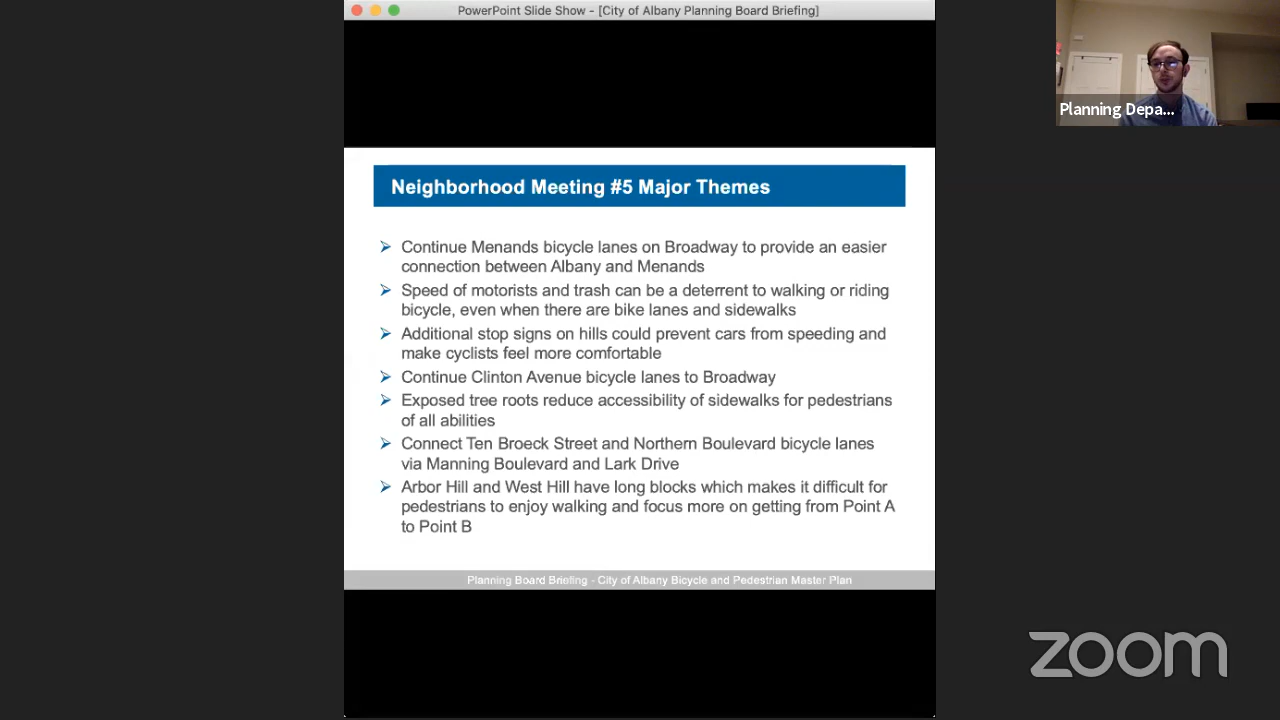 PowerPoint Slide Show - [City of Albany Planning Board Briefing]
Planning Depa...
Neighborhood Meeting #5 Major Themes
Continue Menands bicycle lanes on Broadway to provide an easier
connection between Albany and Menands
Speed of motorists and trash can be a deterrent to walking or riding
bicycle, even when there are bike lanes and sidewalks
Additional stop signs on hills could prevent cars from speeding and
make cyclists feel more comfortable
Continue Clinton Avenue bicycle lanes to Broadway
Exposed tree roots reduce accessibility of sidewalks for pedestrians
of all abilities
Connect Ten Broeck Street and Northern Boulevard bicycle lanes
via Manning Boulevard and Lark Drive
Arbor Hill and West Hill have long blocks which makes it difficult for
pedestrians to enjoy walking and focus more on getting from Point A
to Point B
Planning Board Briefing - City of Albany Bicycle and Pedestrian Master Plan
zoom